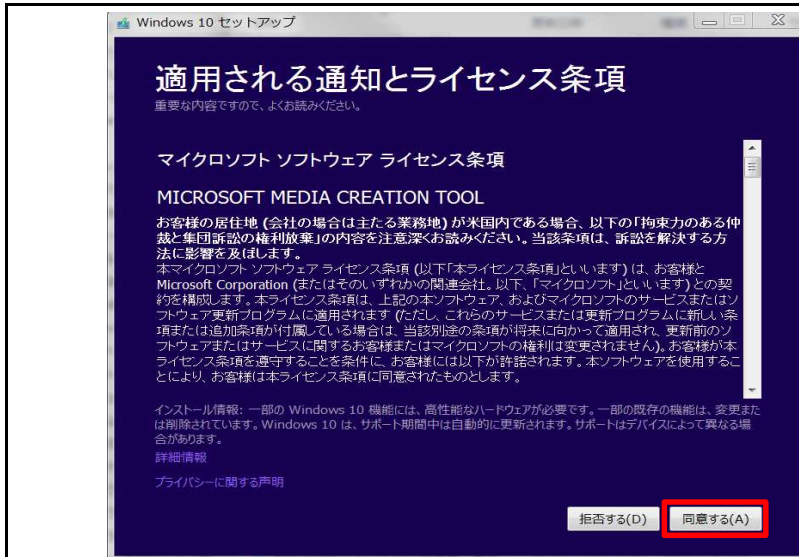 Windows 10 セットアップ
適用される通知とライセンス条項
重要な内容ですので、よくお読みください。
マイクロソフト ソフトウェア ライセンス条項
MICROSOFT MEDIA CREATION TOOL
お客様の居住地 (会社の場合は主たる業務地) が米国内である場合、以下の「拘束力のある仲
裁と集団訴訟の権利放棄」の内容を注意深くお読みください。当該条項は、訴訟を解決する方
法に影響を及ぼします。
本マイクロソフト ソフトウェア ライセンス条項 (以下「本ライセンス条項」といいます) は、お客様と
Microsoft Corporation (またはそのいずれかの関連会社。以下、「マイクロソフト」といいます) との契
約を構成します。本ライセンス条項は、上記の本ソフトウェア、およびマイクロソフトのサービスまたはソ
フトウェア更新プログラムに適用されます (ただし、これらのサービスまたは更新プログラムに新しい条
項または追加条項が付属している場合は、当該別途の条項が将来に向かって適用され、更新前のソ
フトウェアまたはサービスに関するお客様またはマイクロソフトの権利は変更されません)。お客様が本
ライセンス条項を遵守することを条件に、お客様には以下が許諾されます。本ソフトウェアを使用するこ
とにより、お客様は本ライセンス条項に同意されたものとします。
インストール情報: 一部の Windows 10 機能には、高性能なハードウェアが必要です。一部の既存の機能は、変更また
は削除されています。Windows 10 は、サポート期間中は自動的に更新されます。サポートはデバイスによって異なる場
合があります。
詳細情報
プライバシーに関する声明
拒否する(D) 同意する(A)